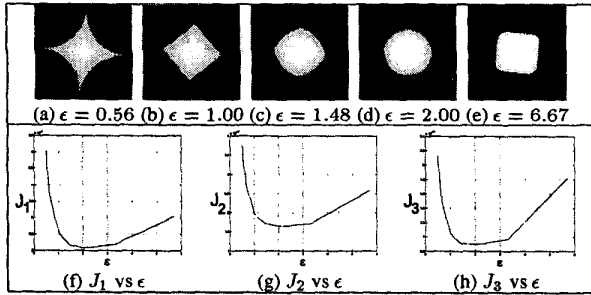 (a) ϵ = 0.56 (b) ϵ = 1.00 (c) ϵ = 1.48 (d) ϵ = 2.00 (e) ϵ = 6.67
J1 J2 J3
ε ε ε
(f) J1 vs ϵ (g) J2 vs ϵ (h) J3 vs ϵ